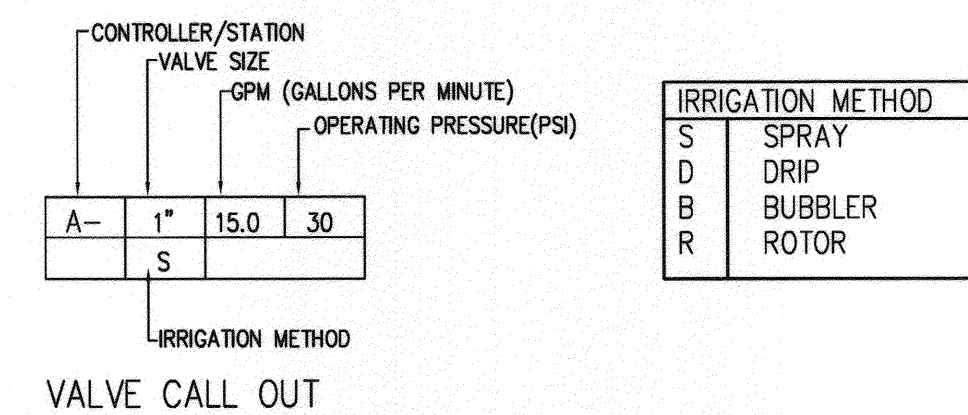 CONTROLLER/STATION
VALVE SIZE
GPM (GALLONS PER MINUTE)
OPERATING PRESSURE(PSI)
A- 1" 15.0 30
S
IRRIGATION METHOD
VALVE CALL OUT
IRRIGATION METHOD
S SPRAY
D DRIP
B BUBBLER
R ROTOR